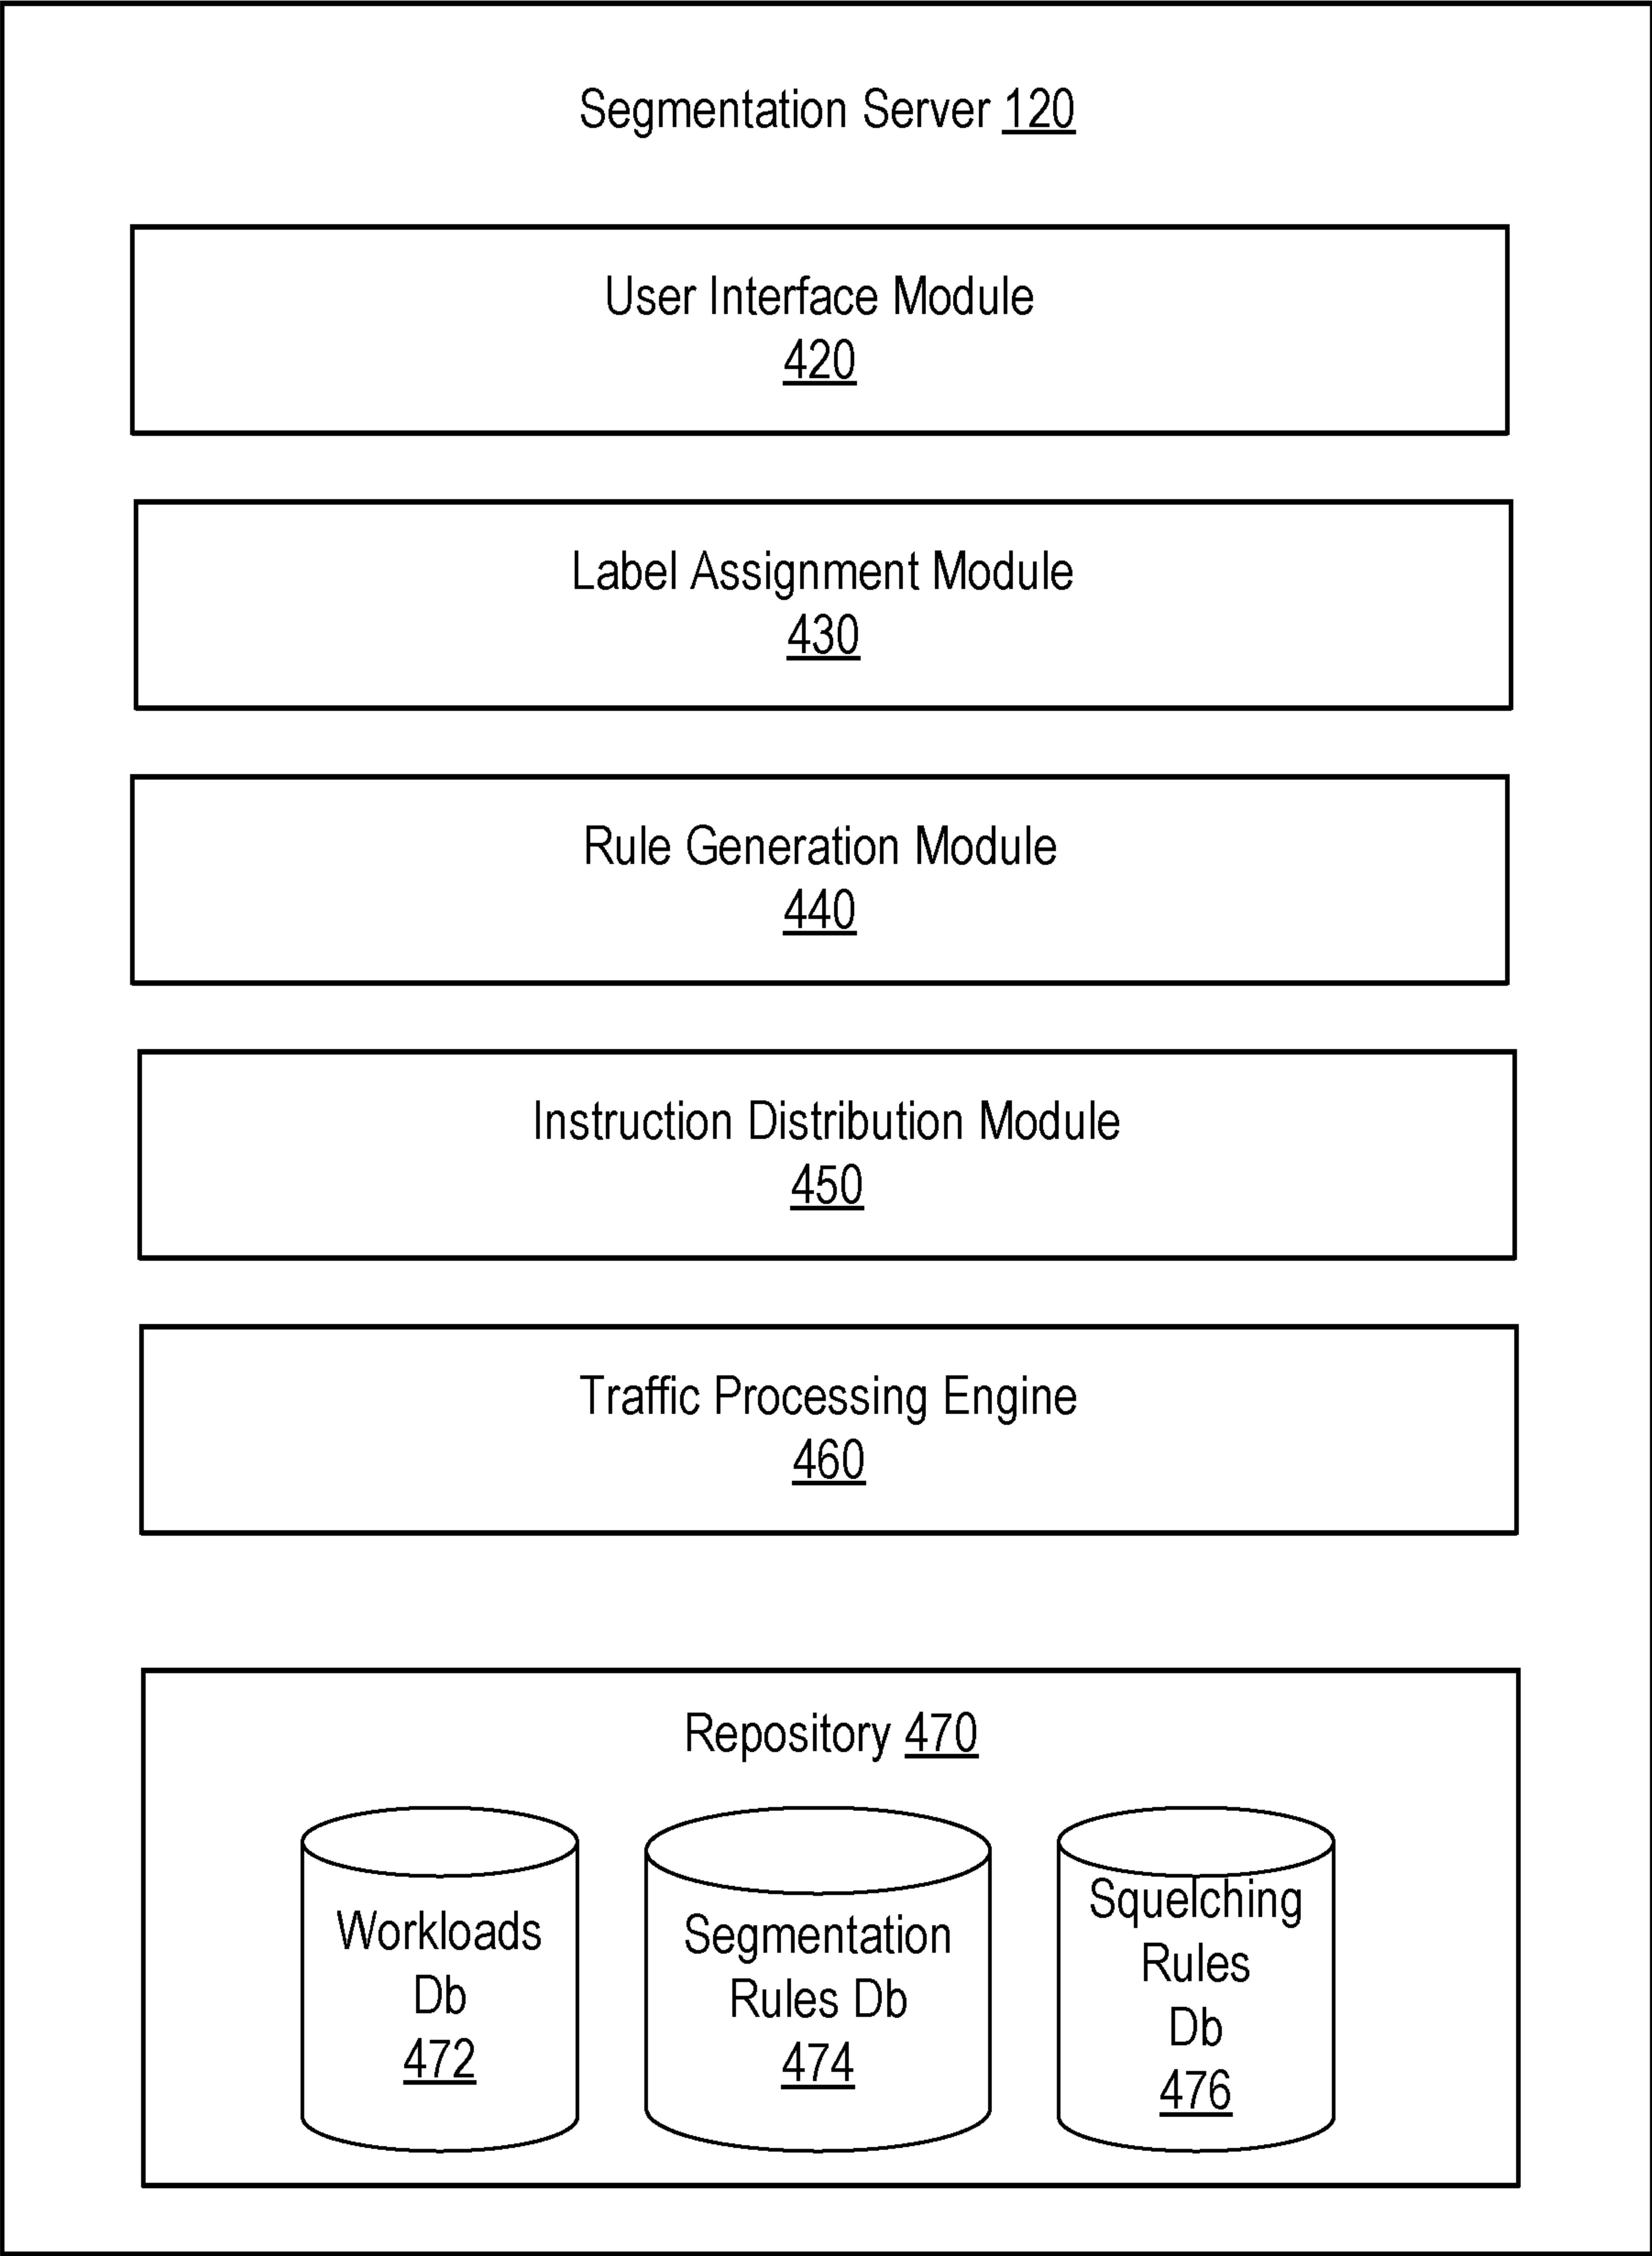 Segmentation Server 120
User Interface Module
420
Label Assignment Module
430
Rule Generation Module
440
Instruction Distribution Module
450
Traffic Processing Engine
460
Repository 470
Workloads
Db
472
Segmentation
Rules Db
474
Squelching
Rules
Db
476